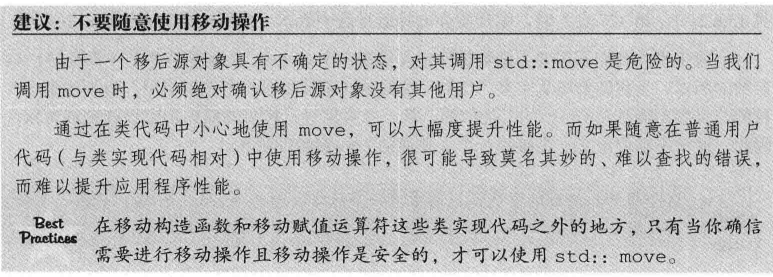 建议：不要随意使用移动操作
由于一个移后源对象具有不确定的状态，对其调用 std::move 是危险的。当我们
调用 move 时，必须绝对确认移后源对象没有其他用户。
通过在类代码中小心地使用 move，可以大幅度提升性能。而如果随意在普通用户
代码（与类实现代码相对）中使用移动操作，很可能导致莫名其妙的、难以查找的错误，
而难以提升应用程序性能。
Best 在移动构造函数和移动赋值运算符这些类实现代码之外的地方，只有当你确信
Practices 需要进行移动操作且移动操作是安全的，才可以使用 std:: move。